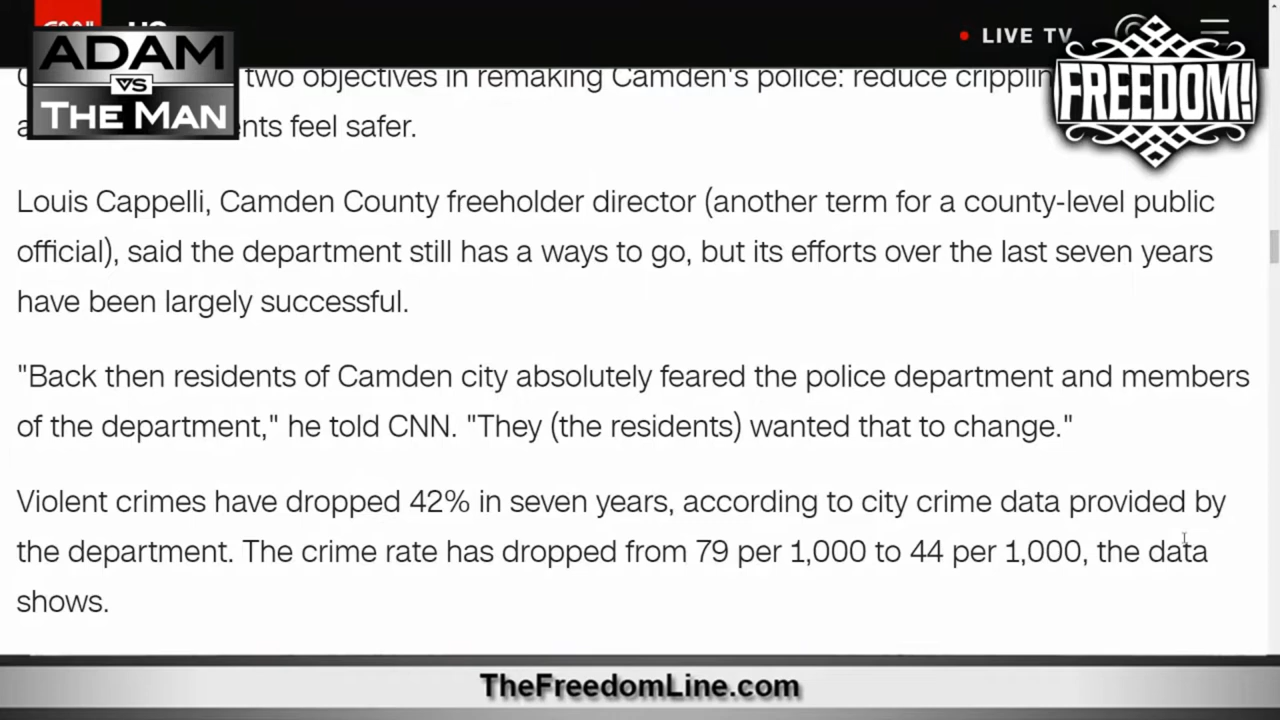 ADAM
VS
THE MAN
LIVE TV
FREEDOM!
two objectives in remaking Camden's police: reduce
feel safer.
Louis Cappelli, Camden County freeholder director (another term for a county-level public
official), said the department still has a ways to go, but its efforts over the last seven years
have been largely successful.
"Back then residents of Camden city absolutely feared the police department and members
of the department," he told CNN. "They (the residents) wanted that to change."
Violent crimes have dropped 42% in seven years, according to city crime data provided by
the department. The crime rate has dropped from 79 per 1,000 to 44 per 1,000, the data
shows.
TheFreedomLine.com